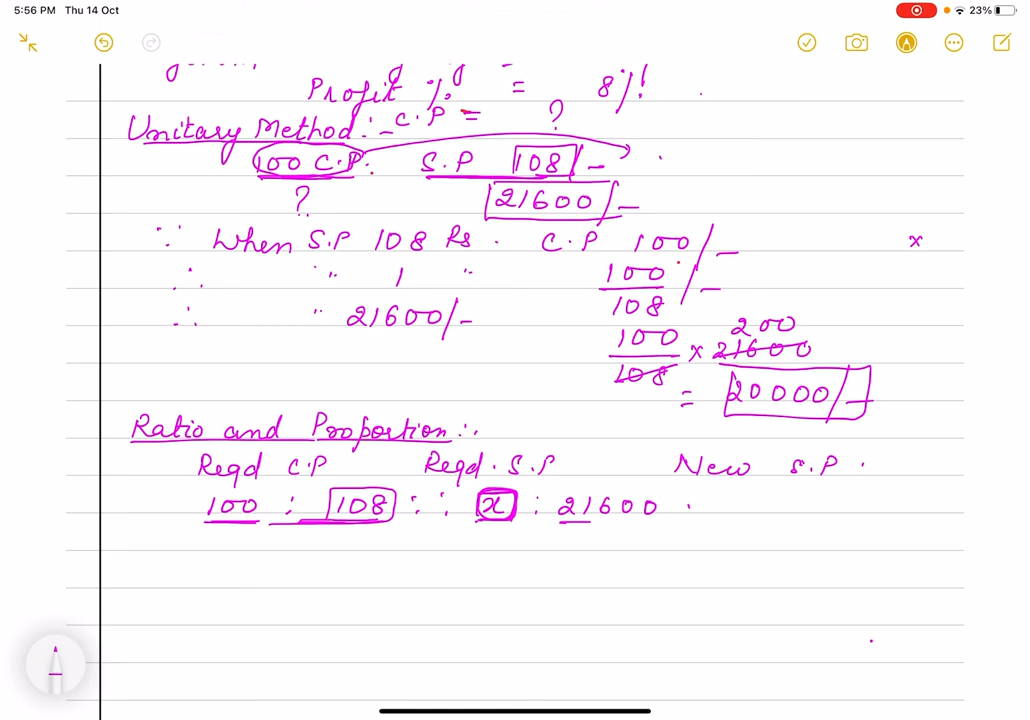 5:56 PM Thu 14 Oct 23%
Profit % = 8%
Unitary Method :- C.P = ?
100 C.P. S.P 108/-
? 21600/-
∵ When S.P 108 Rs. C.P 100/- x
∴ " 1 " 100/108 /-
∴ " 21600/- 100/108 x 21600 200
= 20000/-
Ratio and Proportion :.
Reqd C.P Reqd. S.P New S.P.
100 : 108 :: x : 21600 .